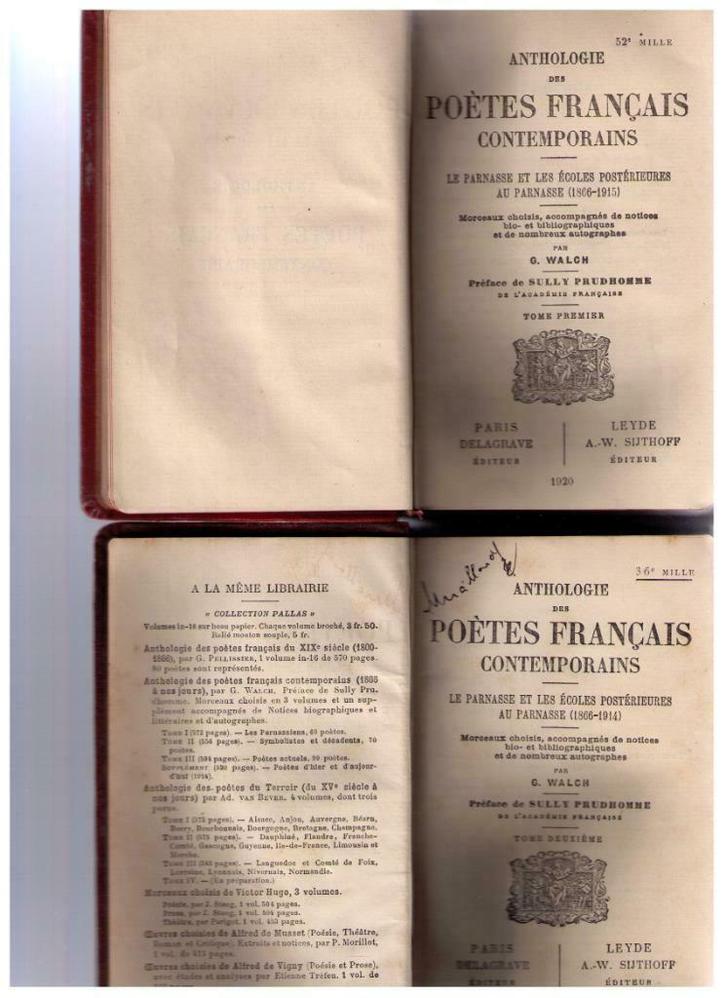 52e MILLE
ANTHOLOGIE
DES
POÈTES FRANÇAIS
CONTEMPORAINS
LE PARNASSE ET LES ÉCOLES POSTÉRIEURES
AU PARNASSE (1866-1915)
Morceaux choisis, accompagnés de notices
bio- et bibliographiques
et de nombreux autographes
PAR
G. WALCH
Préface de SULLY PRUDHOMME
DE L'ACADÉMIE FRANÇAISE
TOME PREMIER
PARIS
DELAGRAVE
ÉDITEUR
LEYDE
A.-W. SIJTHOFF
ÉDITEUR
1920
A LA MÊME LIBRAIRIE
« COLLECTION PALLAS »
Volumes in-16 sur beau papier. Chaque volume broché, 3 fr. 50.
Relié mouton souple, 5 fr.
Anthologie des poètes français du XIXe siècle (1800-
1866), par G. PELLISSIER, 1 volume in-16 de 570 pages.
80 poètes sont représentés.
Anthologie des poètes français contemporains (1866
à nos jours), par G. WALCH. Préface de Sully Pru-
dhomme. Morceaux choisis en 3 volumes et un sup-
plément accompagnés de Notices biographiques et
littéraires et d'autographes.
TOME I (572 pages). — Les Parnassiens, 60 poètes.
TOME II (556 pages). — Symbolistes et décadents, 70
poètes.
TOME III (594 pages). — Poètes actuels, 90 poètes.
SUPPLÉMENT (320 pages). — Poètes d'hier et d'aujour-
d'hui (1914).
Anthologie des poètes du Terroir (du XVe siècle à
nos jours) par Ad. VAN BEVER. 4 volumes, dont trois
parus.
TOME I (575 pages). — Alsace, Anjou, Auvergne, Béarn,
Berry, Bourbonnais, Bourgogne, Bretagne, Champagne.
TOME II (575 pages). — Dauphiné, Flandre, Franche-
Comté, Gascogne, Guyenne, Ile-de-France, Limousin et
Marche.
TOME III (545 pages). — Languedoc et Comté de Foix,
Lorraine, Lyonnais, Nivernais, Normandie.
TOME IV. — (En préparation.)
Morceaux choisis de Victor Hugo, 3 volumes.
Poésie, par J. Steeg, 1 vol. 504 pages.
Prose, par J. Steeg, 1 vol. 504 pages.
Théâtre, par Parigot, 1 vol. 453 pages.
Œuvres choisies de Alfred de Musset (Poésie, Théâtre,
Roman et Critique). Extraits et notices, par P. Morillot,
1 vol. de 415 pages.
Œuvres choisies de Alfred de Vigny (Poésie et Prose),
avec études et analyses par Etienne Tréfeu. 1 vol. de
36e MILLE
ANTHOLOGIE
DES
POÈTES FRANÇAIS
CONTEMPORAINS
LE PARNASSE ET LES ÉCOLES POSTÉRIEURES
AU PARNASSE (1866-1914)
Morceaux choisis, accompagnés de notices
bio- et bibliographiques
et de nombreux autographes
PAR
G. WALCH
Préface de SULLY PRUDHOMME
DE L'ACADÉMIE FRANÇAISE
TOME DEUXIÈME
PARIS
DELAGRAVE
ÉDITEUR
LEYDE
A.-W. SIJTHOFF
ÉDITEUR